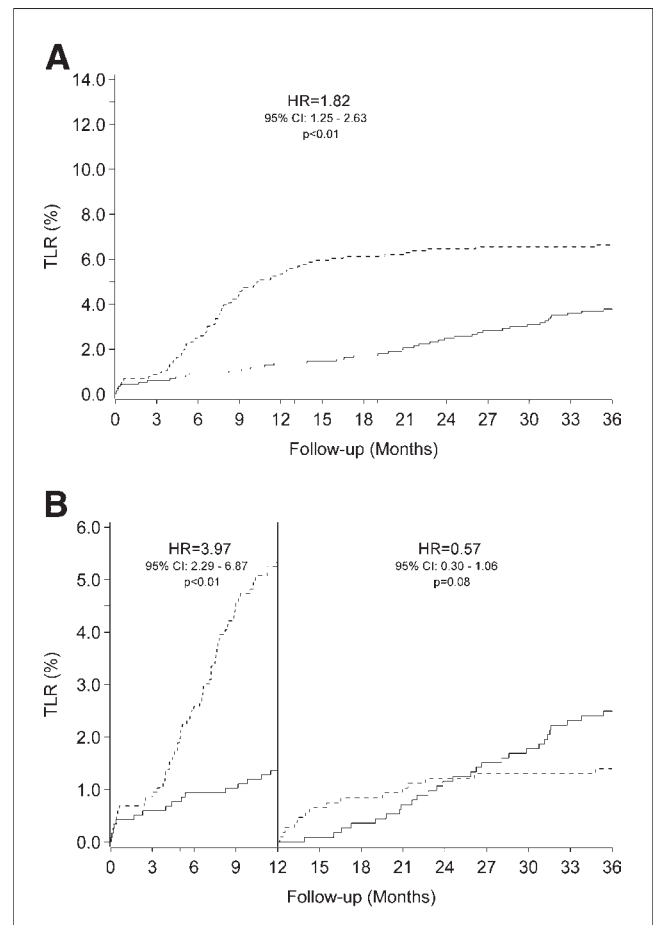 A
14.0
12.0
10.0
8.0
6.0
4.0
2.0
0.0
TLR (%)
HR=1.82
95% CI: 1.25 - 2.63
p<0.01
0 3 6 9 12 15 18 21 24 27 30 33 36
Follow-up (Months)
B
6.0
5.0
4.0
3.0
2.0
1.0
0.0
TLR (%)
HR=3.97
95% CI: 2.29 - 6.87
p<0.01
HR=0.57
95% CI: 0.30 - 1.06
p=0.08
0 3 6 9 12 15 18 21 24 27 30 33 36
Follow-up (Months)